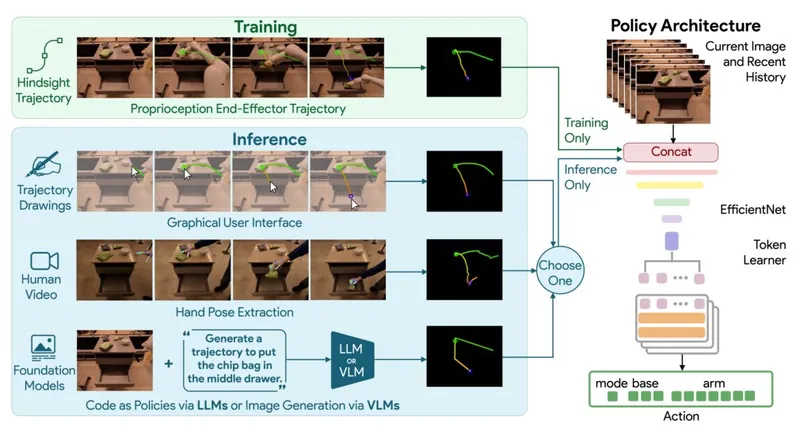 Training
Hindsight
Trajectory
Proprioception End-Effector Trajectory
Inference
Trajectory
Drawings
Graphical User Interface
Human
Video
Hand Pose Extraction
Foundation
Models
+
“Generate a
trajectory to put
the chip bag in
the middle drawer.”
LLM
OR
VLM
Code as Policies via LLMs or Image Generation via VLMs
Choose
One
Training
Only
Inference
Only
Policy Architecture
Current Image
and Recent
History
Concat
EfficientNet
Token
Learner
mode base arm
Action